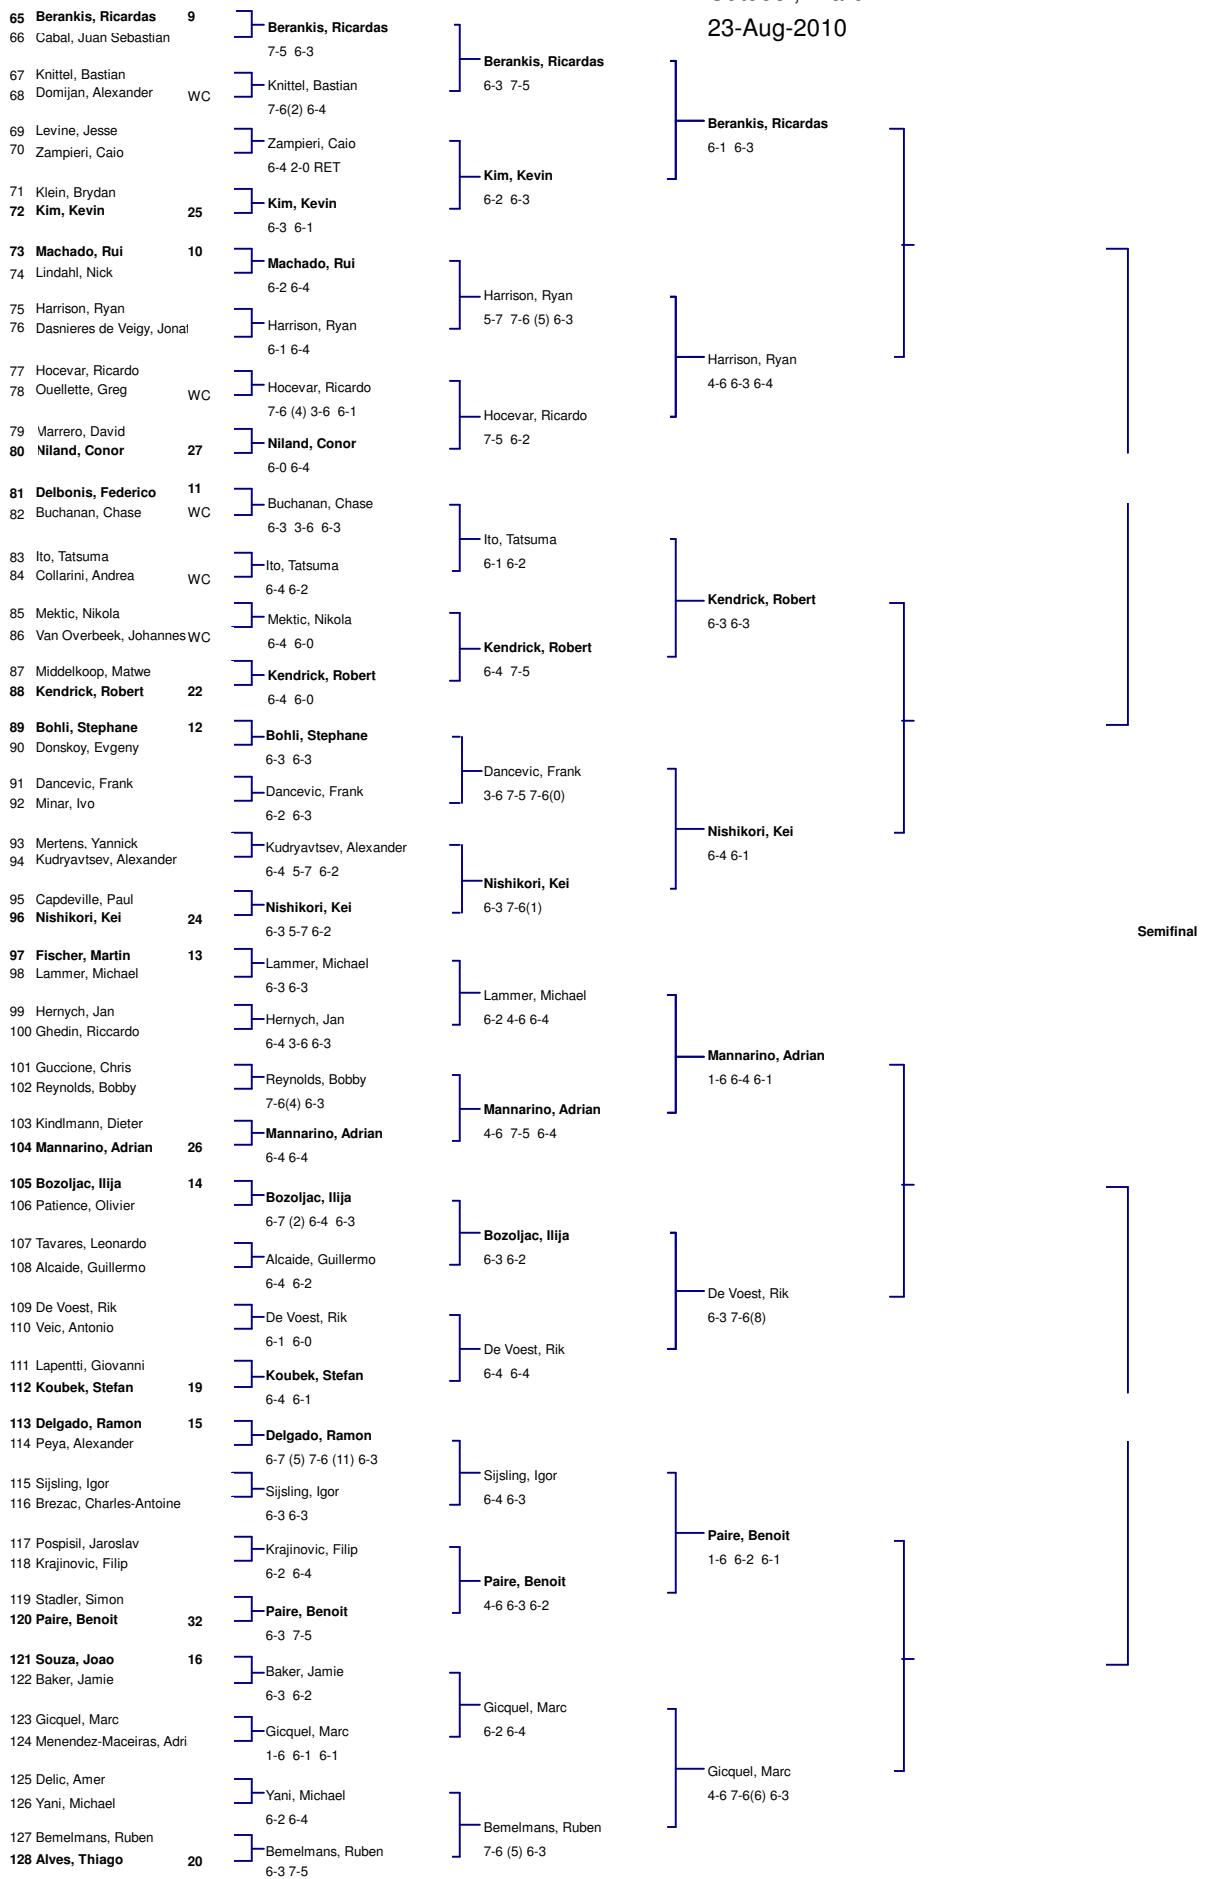 23-Aug-2010
65 Berankis, Ricardas 9
66 Cabal, Juan Sebastian
67 Knittel, Bastian
68 Domijan, Alexander WC
69 Levine, Jesse
70 Zampieri, Caio
71 Klein, Brydan
72 Kim, Kevin 25
73 Machado, Rui 10
74 Lindahl, Nick
75 Harrison, Ryan
76 Dasnieres de Veigy, Jonat
77 Hocevar, Ricardo
78 Ouellette, Greg WC
79 Marrero, David
80 Niland, Conor 27
81 Delbonis, Federico 11
82 Buchanan, Chase WC
83 Ito, Tatsuma
84 Collarini, Andrea WC
85 Mektic, Nikola
86 Van Overbeek, Johannes WC
87 Middelkoop, Matwe
88 Kendrick, Robert 22
89 Bohli, Stephane 12
90 Donskoy, Evgeny
91 Dancevic, Frank
92 Minar, Ivo
93 Mertens, Yannick
94 Kudryavtsev, Alexander
95 Capdeville, Paul
96 Nishikori, Kei 24
97 Fischer, Martin 13
98 Lammer, Michael
99 Hernych, Jan
100 Ghedin, Riccardo
101 Guccione, Chris
102 Reynolds, Bobby
103 Kindlmann, Dieter
104 Mannarino, Adrian 26
105 Bozoljac, Ilija 14
106 Patience, Olivier
107 Tavares, Leonardo
108 Alcaide, Guillermo
109 De Voest, Rik
110 Veic, Antonio
111 Lapentti, Giovanni
112 Koubek, Stefan 19
113 Delgado, Ramon 15
114 Peya, Alexander
115 Sijsling, Igor
116 Brezac, Charles-Antoine
117 Pospisil, Jaroslav
118 Krajinovic, Filip
119 Stadler, Simon
120 Paire, Benoit 32
121 Souza, Joao 16
122 Baker, Jamie
123 Gicquel, Marc
124 Menendez-Maceiras, Adri
125 Delic, Amer
126 Yani, Michael
127 Bemelmans, Ruben
128 Alves, Thiago 20
Berankis, Ricardas
7-5 6-3
Knittel, Bastian
7-6(2) 6-4
Zampieri, Caio
6-4 2-0 RET
Kim, Kevin
6-3 6-1
Machado, Rui
6-2 6-4
Harrison, Ryan
6-1 6-4
Hocevar, Ricardo
7-6 (4) 3-6 6-1
Niland, Conor
6-0 6-4
Buchanan, Chase
6-3 3-6 6-3
Ito, Tatsuma
6-4 6-2
Mektic, Nikola
6-4 6-0
Kendrick, Robert
6-4 6-0
Bohli, Stephane
6-3 6-3
Dancevic, Frank
6-2 6-3
Kudryavtsev, Alexander
6-4 5-7 6-2
Nishikori, Kei
6-3 5-7 6-2
Lammer, Michael
6-3 6-3
Hernych, Jan
6-4 3-6 6-3
Reynolds, Bobby
7-6(4) 6-3
Mannarino, Adrian
6-4 6-4
Bozoljac, Ilija
6-7 (2) 6-4 6-3
Alcaide, Guillermo
6-4 6-2
De Voest, Rik
6-1 6-0
Koubek, Stefan
6-4 6-1
Delgado, Ramon
6-7 (5) 7-6 (11) 6-3
Sijsling, Igor
6-3 6-3
Krajinovic, Filip
6-2 6-4
Paire, Benoit
6-3 7-5
Baker, Jamie
6-3 6-2
Gicquel, Marc
1-6 6-1 6-1
Yani, Michael
6-2 6-4
Bemelmans, Ruben
6-3 7-5
Berankis, Ricardas
6-3 7-5
Kim, Kevin
6-2 6-3
Harrison, Ryan
5-7 7-6 (5) 6-3
Hocevar, Ricardo
7-5 6-2
Ito, Tatsuma
6-1 6-2
Kendrick, Robert
6-4 7-5
Dancevic, Frank
3-6 7-5 7-6(0)
Nishikori, Kei
6-3 7-6(1)
Lammer, Michael
6-2 4-6 6-4
Mannarino, Adrian
4-6 7-5 6-4
Bozoljac, Ilija
6-3 6-2
De Voest, Rik
6-4 6-4
Sijsling, Igor
6-4 6-3
Paire, Benoit
4-6 6-3 6-2
Gicquel, Marc
6-2 6-4
Bemelmans, Ruben
7-6 (5) 6-3
Berankis, Ricardas
6-1 6-3
Harrison, Ryan
4-6 6-3 6-4
Kendrick, Robert
6-3 6-3
Nishikori, Kei
6-4 6-1
Mannarino, Adrian
1-6 6-4 6-1
De Voest, Rik
6-3 7-6(8)
Paire, Benoit
1-6 6-2 6-1
Gicquel, Marc
4-6 7-6(6) 6-3
Semifinal